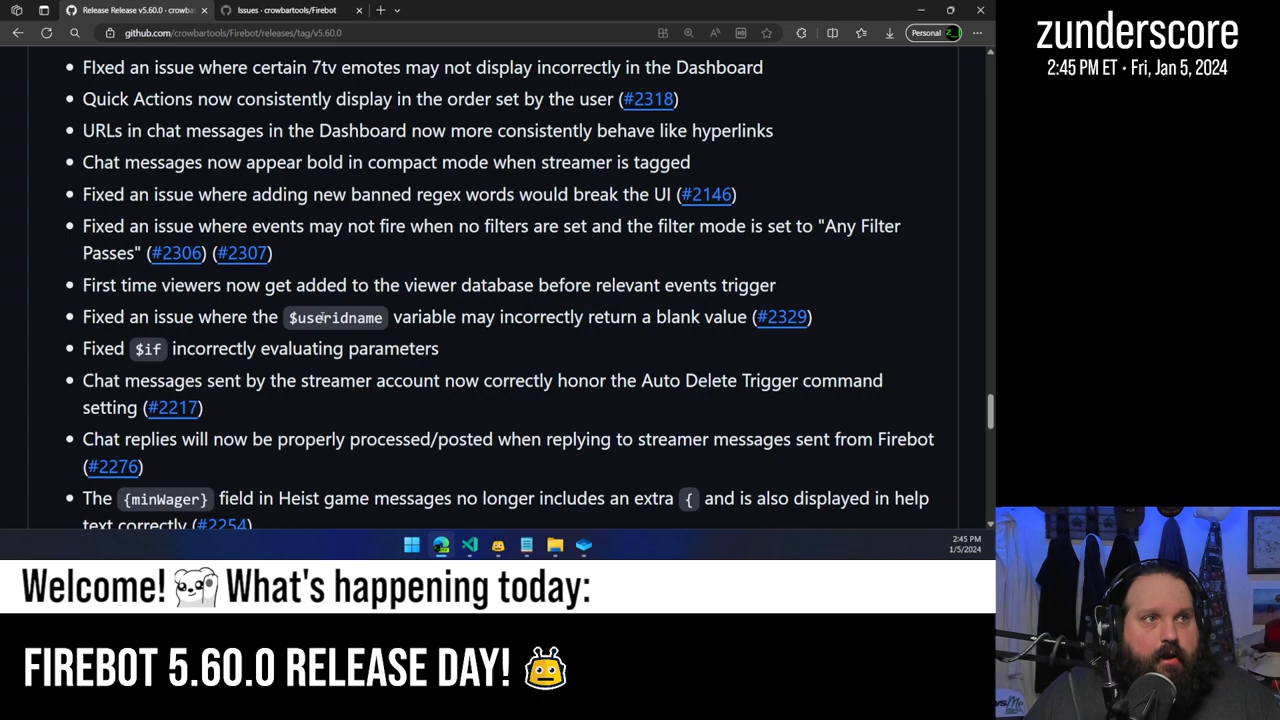 Release Release v5.60.0 · crowba
Issues · crowbartools/Firebot
github.com/crowbartools/Firebot/releases/tag/v5.60.0
Personal
zunderscore
2:45 PM ET · Fri, Jan 5, 2024
FIxed an issue where certain 7tv emotes may not display incorrectly in the Dashboard
Quick Actions now consistently display in the order set by the user (#2318)
URLs in chat messages in the Dashboard now more consistently behave like hyperlinks
Chat messages now appear bold in compact mode when streamer is tagged
Fixed an issue where adding new banned regex words would break the UI (#2146)
Fixed an issue where events may not fire when no filters are set and the filter mode is set to "Any Filter
Passes" (#2306) (#2307)
First time viewers now get added to the viewer database before relevant events trigger
Fixed an issue where the $useridname variable may incorrectly return a blank value (#2329)
Fixed $if incorrectly evaluating parameters
Chat messages sent by the streamer account now correctly honor the Auto Delete Trigger command
setting (#2217)
Chat replies will now be properly processed/posted when replying to streamer messages sent from Firebot
(#2276)
The {minWager} field in Heist game messages no longer includes an extra { and is also displayed in help
text correctly (#2254)
2:45 PM
1/5/2024
Welcome! What's happening today:
FIREBOT 5.60.0 RELEASE DAY!